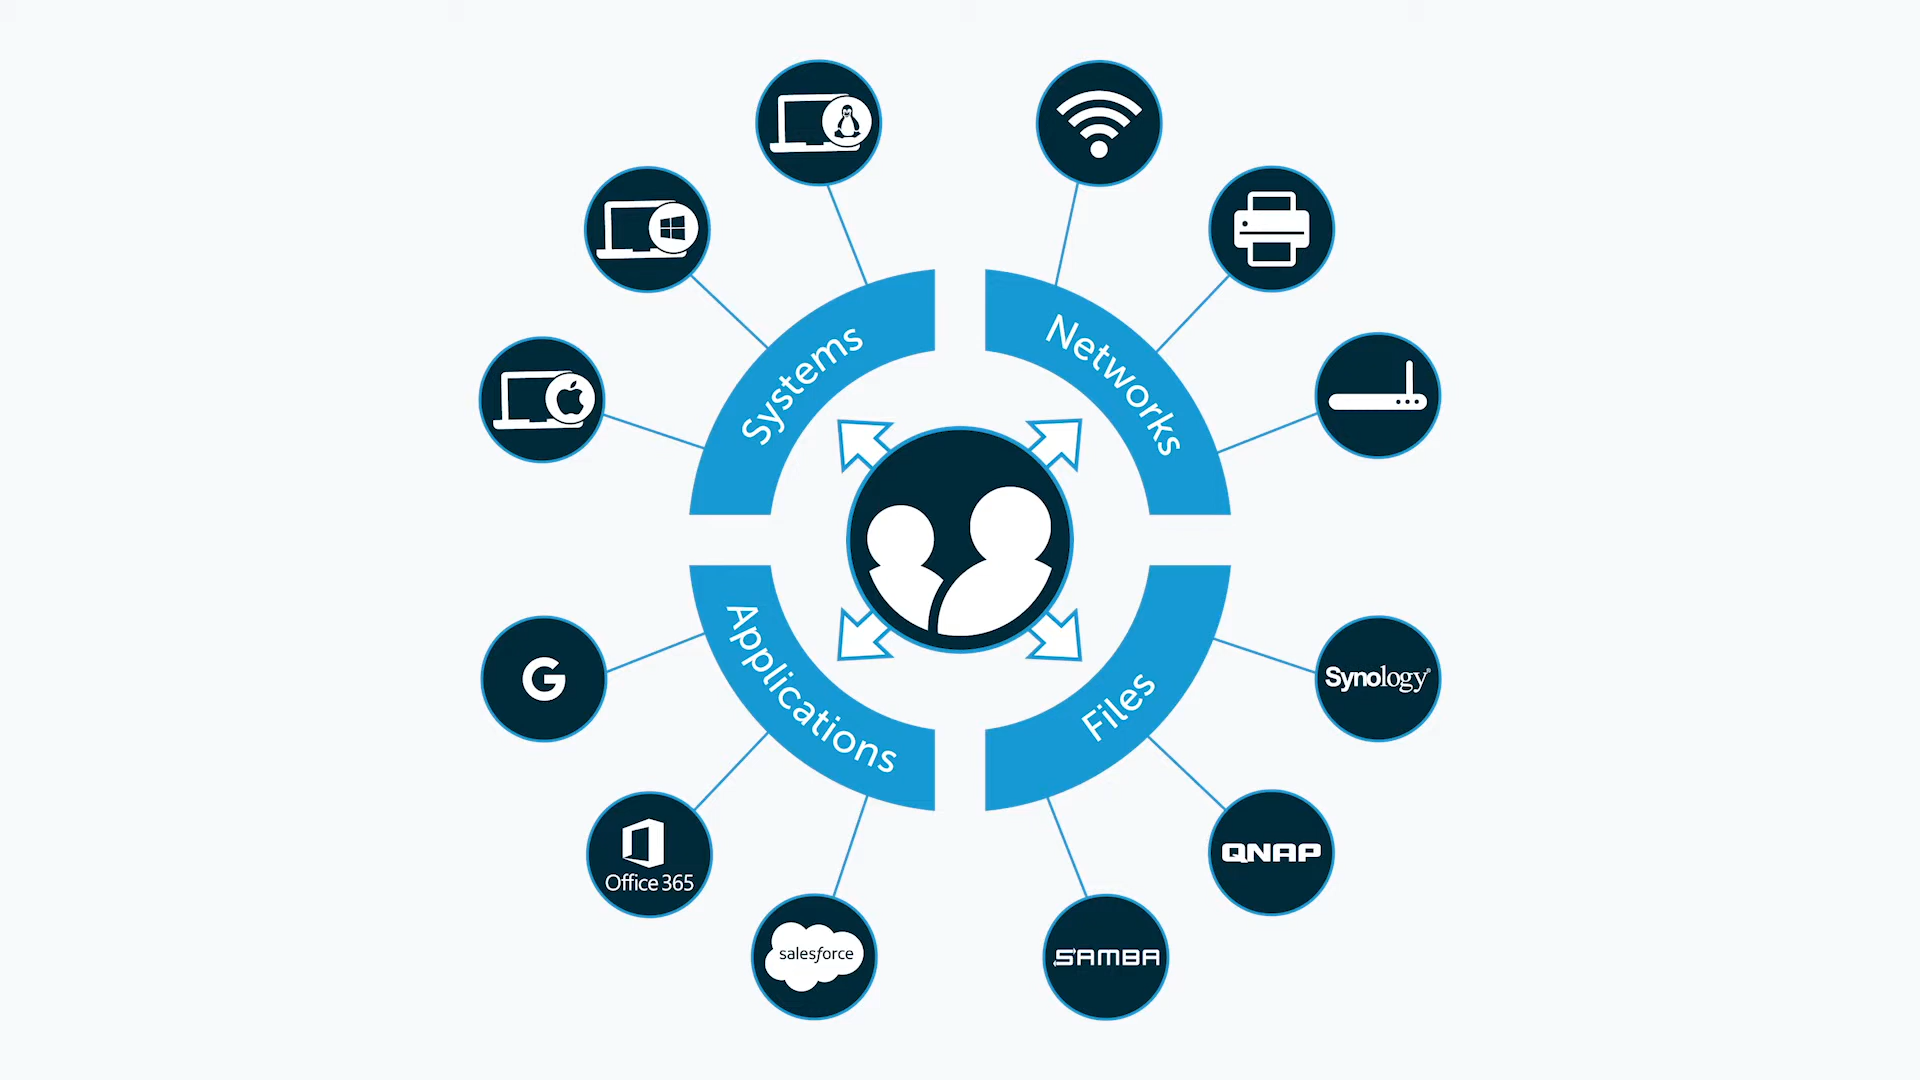 Systems
Networks
Applications
Files
G
Office 365
salesforce
Synology®
QNAP
SAMBA